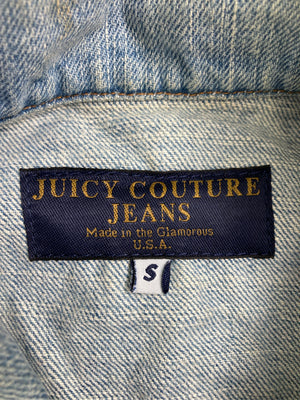 JUICY COUTURE
JEANS
Made in the Glamorous
U.S.A.
S